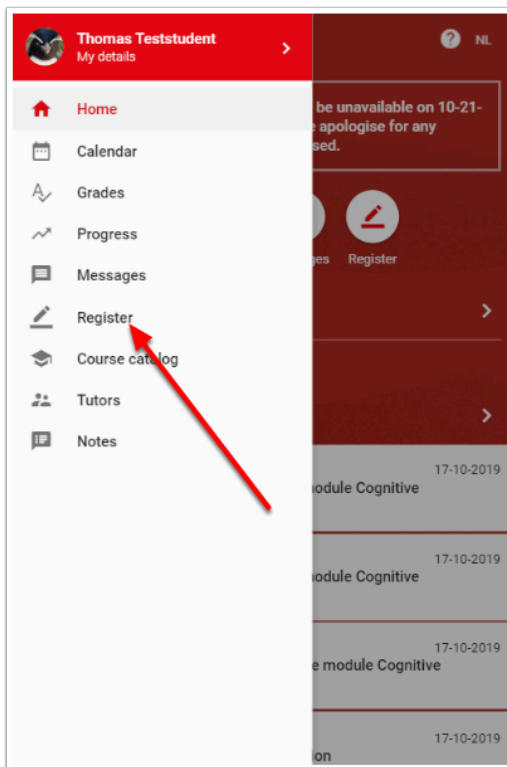 Thomas Teststudent
My details
NL
Home
Calendar
Grades
Progress
Messages
Register
Course catalog
Tutors
Notes
be unavailable on 10-21-
apologise for any
sed.
ges
Register
17-10-2019
odule Cognitive
17-10-2019
odule Cognitive
17-10-2019
e module Cognitive
17-10-2019
ion